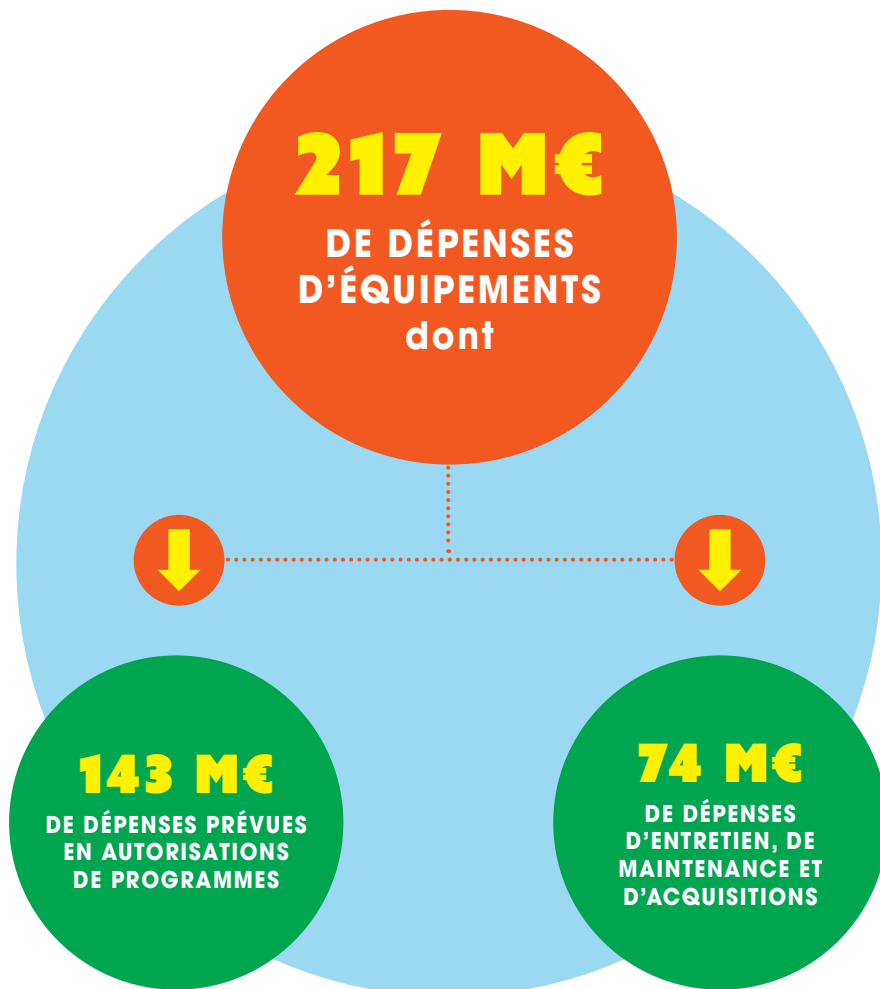 217 M€
DE DÉPENSES
D’ÉQUIPEMENTS
dont
143 M€
DE DÉPENSES PRÉVUES
EN AUTORISATIONS
DE PROGRAMMES
74 M€
DE DÉPENSES
D’ENTRETIEN, DE
MAINTENANCE ET
D’ACQUISITIONS